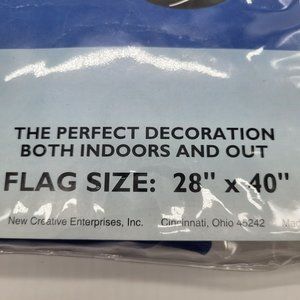 THE PERFECT DECORATION
BOTH INDOORS AND OUT
FLAG SIZE: 28" x 40"
New Creative Enterprises, Inc. Cincinnati, Ohio 45242